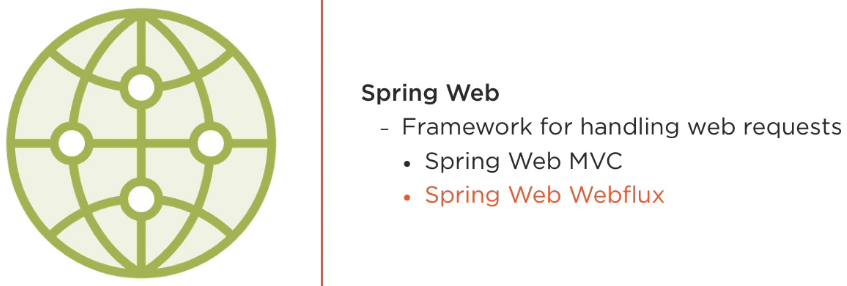 Spring Web
– Framework for handling web requests
• Spring Web MVC
• Spring Web Webflux